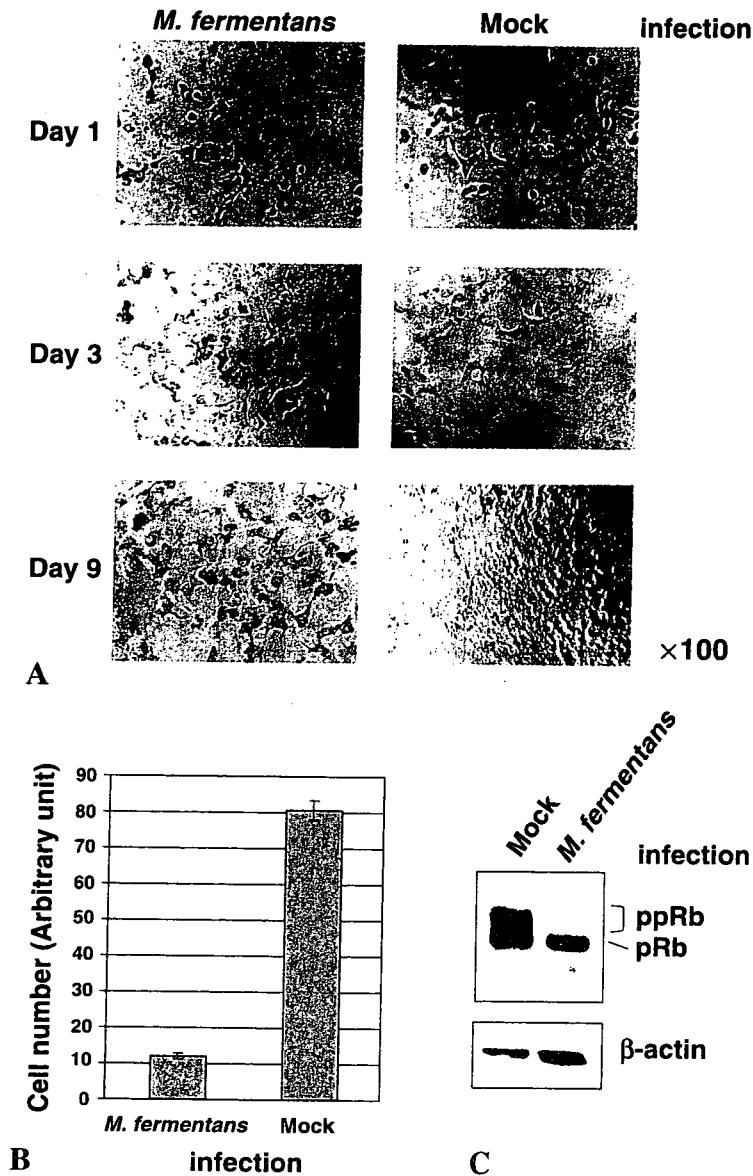 M. fermentans Mock infection
Day 1
Day 3
Day 9
×100
A
Cell number (Arbitrary unit)
90
80
70
60
50
40
30
20
10
0
M. fermentans Mock
infection
B
Mock M. fermentans
infection
ppRb
pRb
β-actin
C